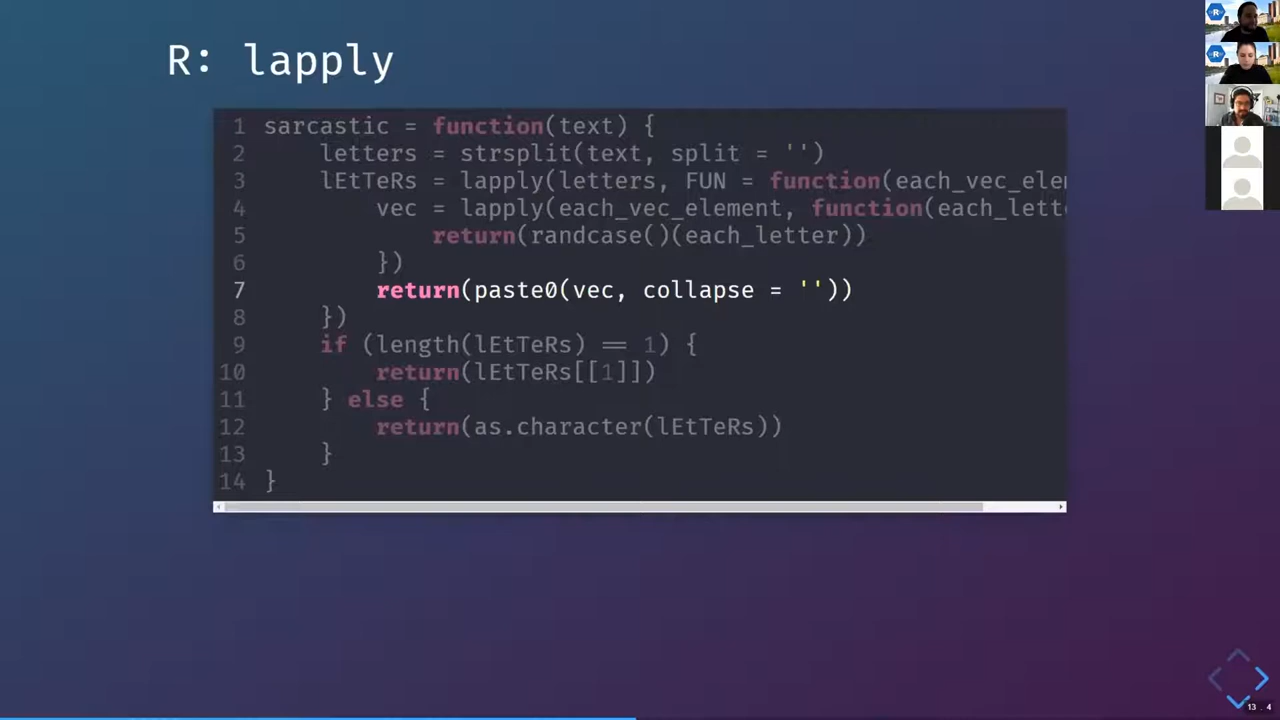 R: lapply
1 sarcastic = function(text) {
2 letters = strsplit(text, split = '')
3 lEtTeRs = lapply(letters, FUN = function(each_vec_elem
4 vec = lapply(each_vec_element, function(each_lett
5 return(randcase()(each_letter))
6 })
7 return(paste0(vec, collapse = ''))
8 })
9 if (length(lEtTeRs) == 1) {
10 return(lEtTeRs[[1]])
11 } else {
12 return(as.character(lEtTeRs))
13 }
14 }
R
R
13 . 4